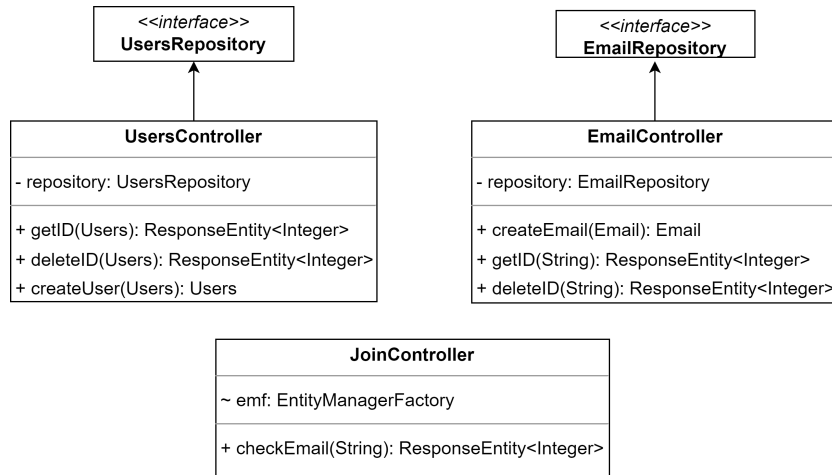 <<interface>>
UsersRepository
<<interface>>
EmailRepository
UsersController
- repository: UsersRepository
+ getID(Users): ResponseEntity<Integer>
+ deleteID(Users): ResponseEntity<Integer>
+ createUser(Users): Users
EmailController
- repository: EmailRepository
+ createEmail(Email): Email
+ getID(String): ResponseEntity<Integer>
+ deleteID(String): ResponseEntity<Integer>
JoinController
~ emf: EntityManagerFactory
+ checkEmail(String): ResponseEntity<Integer>